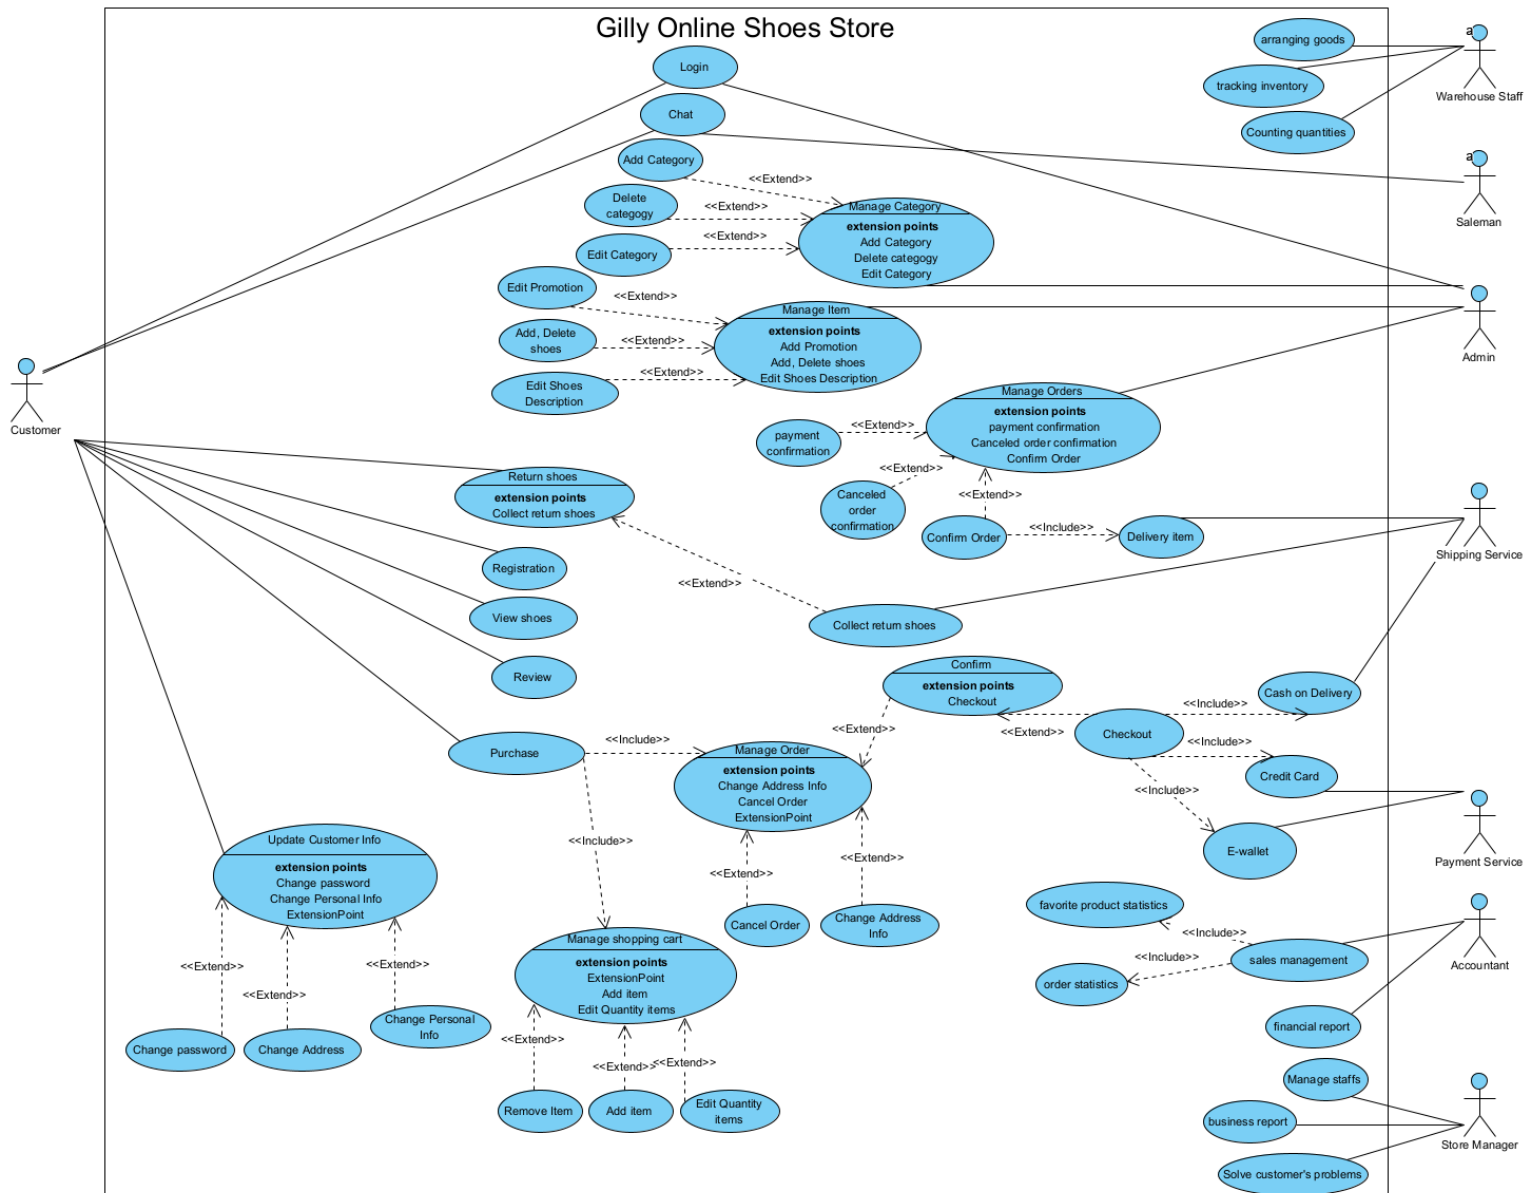 Gilly Online Shoes Store
arranging goods
a
tracking inventory
Warehouse Staff
Counting quantities
Login
Chat
Add Category
<<Extend>>
a
Saleman
Delete
categogy
<<Extend>>
Edit Category
<<Extend>>
Manage Category
extension points
Add Category
Delete categogy
Edit Category
Edit Promotion
<<Extend>>
Add, Delete
shoes
<<Extend>>
Edit Shoes
Description
<<Extend>>
Manage Item
extension points
Add Promotion
Add, Delete shoes
Edit Shoes Description
Admin
Customer
Manage Orders
extension points
payment confirmation
Canceled order confirmation
Confirm Order
payment
confirmation
<<Extend>>
Canceled
order
confirmation
<<Extend>>
<<Extend>>
Confirm Order
<<Include>>
Delivery item
Shipping Service
Return shoes
extension points
Collect return shoes
Registration
<<Extend>>
View shoes
Collect return shoes
Review
Confirm
extension points
Checkout
Cash on Delivery
<<Include>>
<<Extend>>
<<Extend>>
Checkout
<<Include>>
Credit Card
<<Include>>
E-wallet
Payment Service
Purchase
<<Include>>
Manage Order
extension points
Change Address Info
Cancel Order
ExtensionPoint
<<Include>>
<<Extend>>
<<Extend>>
Cancel Order
Change Address
Info
Update Customer Info
extension points
Change password
Change Personal Info
ExtensionPoint
<<Extend>>
<<Extend>>
<<Extend>>
Change password
Change Address
Change Personal
Info
Manage shopping cart
extension points
ExtensionPoint
Add item
Edit Quantity items
<<Extend>>
<<Extend>>
<<Extend>>
Remove Item
Add item
Edit Quantity
items
favorite product statistics
<<Include>>
<<Include>>
sales management
order statistics
Accountant
financial report
Manage staffs
business report
Store Manager
Solve customer's problems